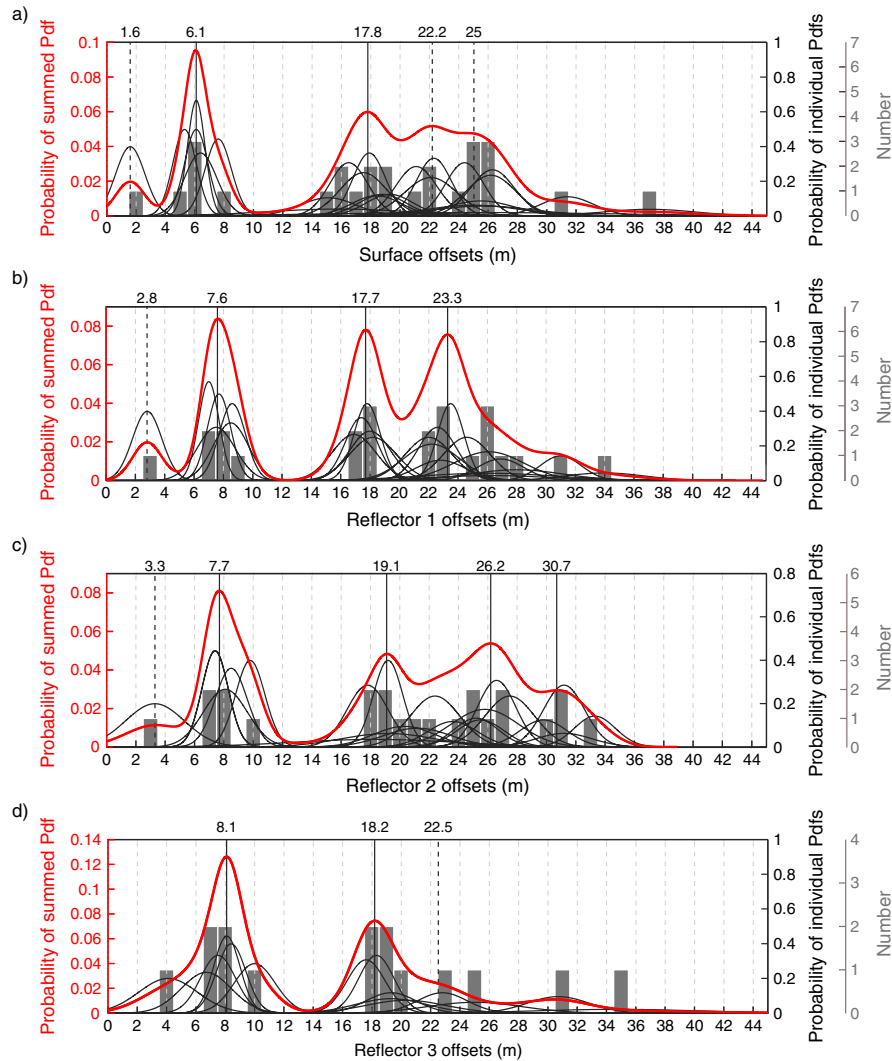 a)
1.6 6.1 17.8 22.2 25
Probability of summed Pdf
0.1
0.08
0.06
0.04
0.02
0
1
0.8
0.6
0.4
0.2
0
Probability of individual Pdfs
7
6
5
4
3
2
1
0
Number
0 2 4 6 8 10 12 14 16 18 20 22 24 26 28 30 32 34 36 38 40 42 44
Surface offsets (m)
b)
2.8 7.6 17.7 23.3
Probability of summed Pdf
0.08
0.06
0.04
0.02
0
1
0.8
0.6
0.4
0.2
0
Probability of individual Pdfs
7
6
5
4
3
2
1
0
Number
0 2 4 6 8 10 12 14 16 18 20 22 24 26 28 30 32 34 36 38 40 42 44
Reflector 1 offsets (m)
c)
3.3 7.7 19.1 26.2 30.7
Probability of summed Pdf
0.08
0.06
0.04
0.02
0
0.8
0.6
0.4
0.2
0
Probability of individual Pdfs
6
5
4
3
2
1
0
Number
0 2 4 6 8 10 12 14 16 18 20 22 24 26 28 30 32 34 36 38 40 42 44
Reflector 2 offsets (m)
d)
8.1 18.2 22.5
Probability of summed Pdf
0.14
0.12
0.1
0.08
0.06
0.04
0.02
0
1
0.8
0.6
0.4
0.2
0
Probability of individual Pdfs
4
3
2
1
0
Number
0 2 4 6 8 10 12 14 16 18 20 22 24 26 28 30 32 34 36 38 40 42 44
Reflector 3 offsets (m)